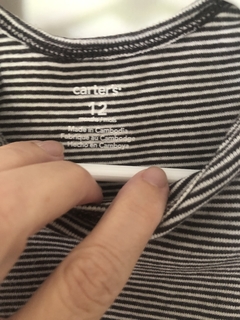 carter's
12
Made in Cambodia
Fabriqué au Cambodge
Hecho en Camboya